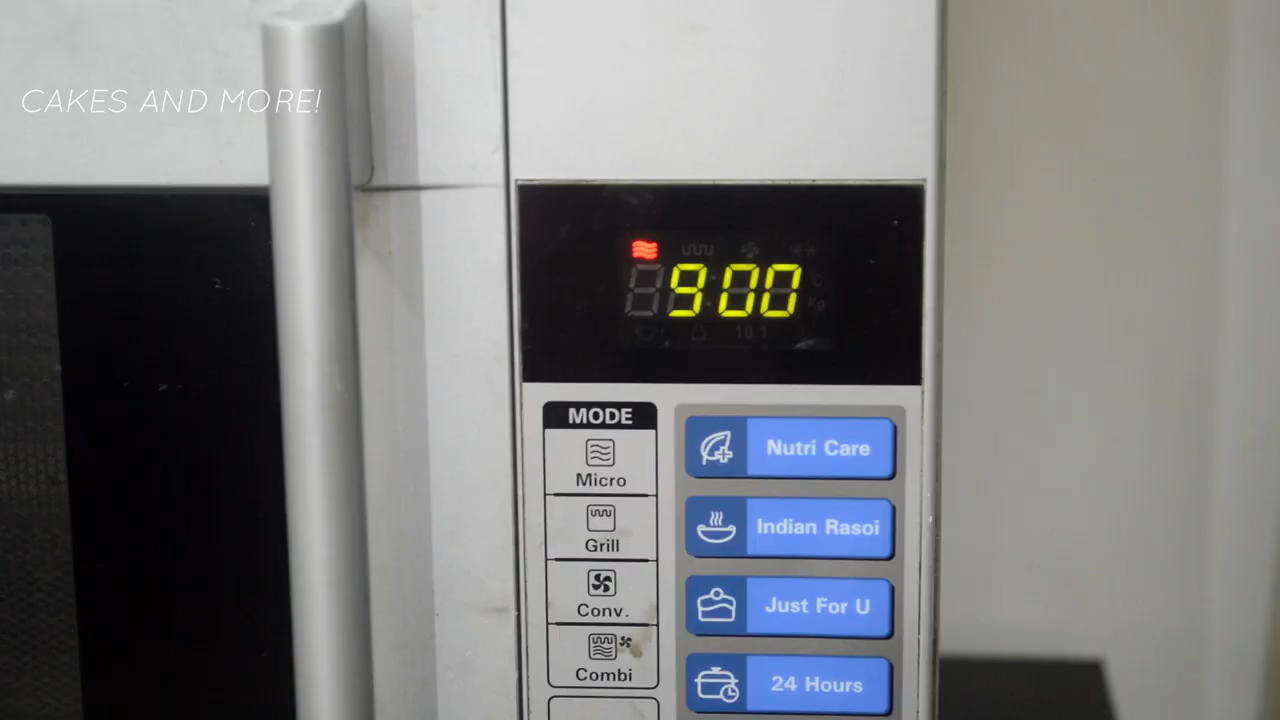 CAKES AND MORE!
900
MODE
Micro
Grill
Conv.
Combi
Nutri Care
Indian Rasoi
Just For U
24 Hours